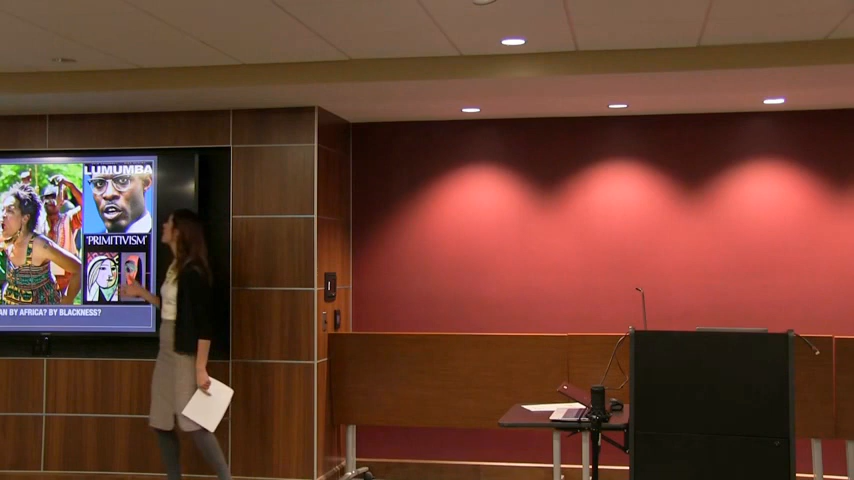 LUMUMBA
"PRIMITIVISM"
AN BY AFRICA? BY BLACKNESS?